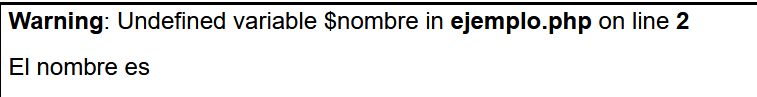 Warning: Undefined variable $nombre in ejemplo.php on line 2
El nombre es